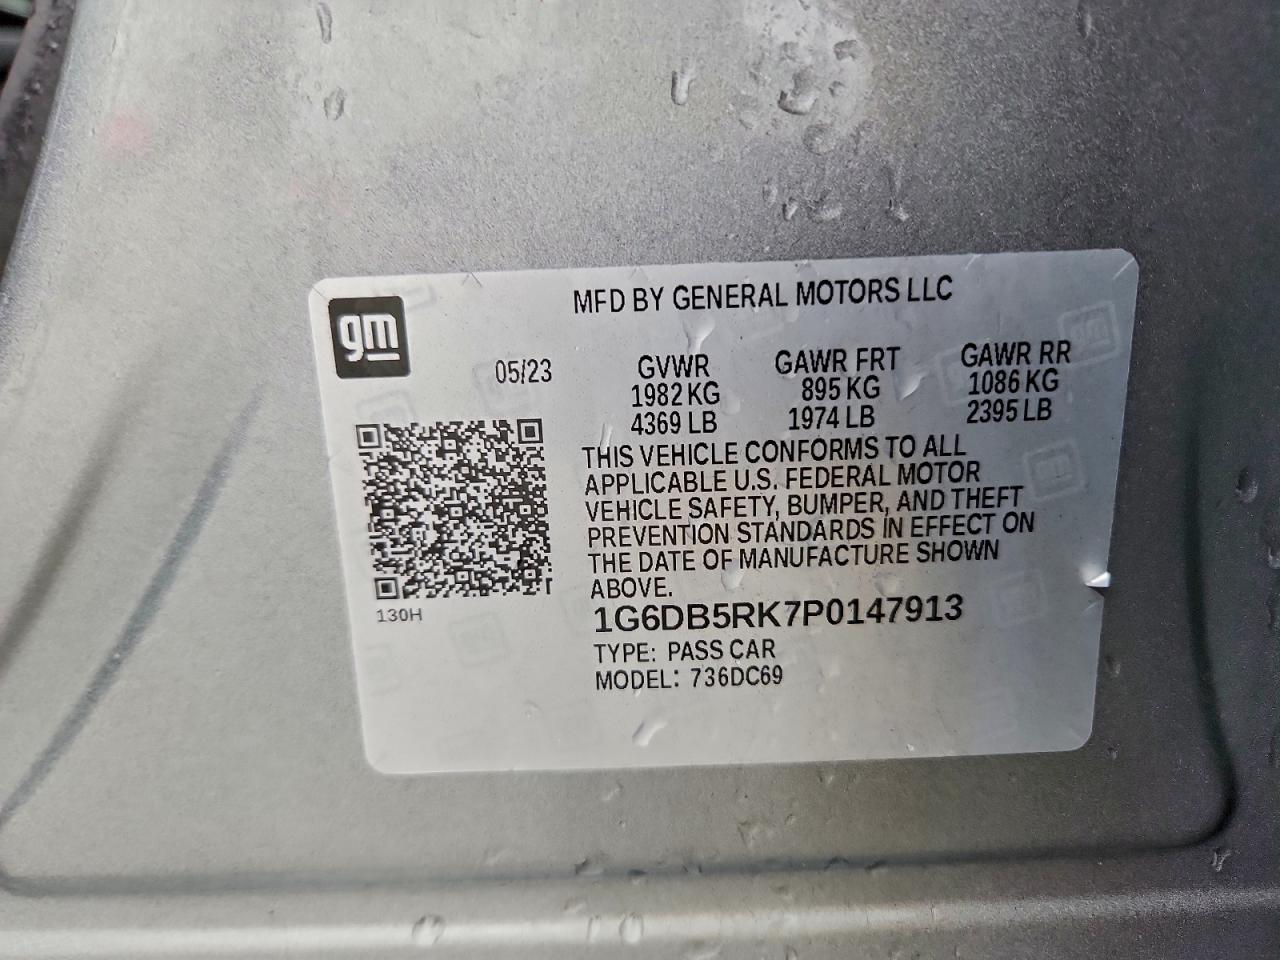 MFD BY GENERAL MOTORS LLC
gm
05/23 GVWR GAWR FRT GAWR RR
1982 KG 895 KG 1086 KG
4369 LB 1974 LB 2395 LB
THIS VEHICLE CONFORMS TO ALL
APPLICABLE U.S. FEDERAL MOTOR
VEHICLE SAFETY, BUMPER, AND THEFT
PREVENTION STANDARDS IN EFFECT ON
THE DATE OF MANUFACTURE SHOWN
ABOVE.
130H
1G6DB5RK7P0147913
TYPE: PASS CAR
MODEL: 736DC69